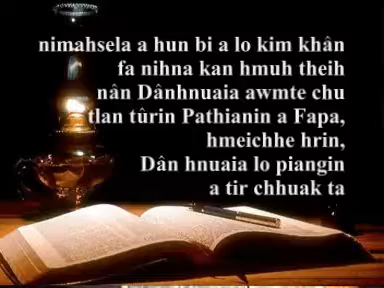 nimahsela a hun bi a lo kim khân
fa nihna kan hmuh theih
nân Dânhnuaia awmte chu
tlan tûrin Pathianin a Fapa,
hmeichhe hrin,
Dân hnuaia lo piangin
a tir chhuak ta